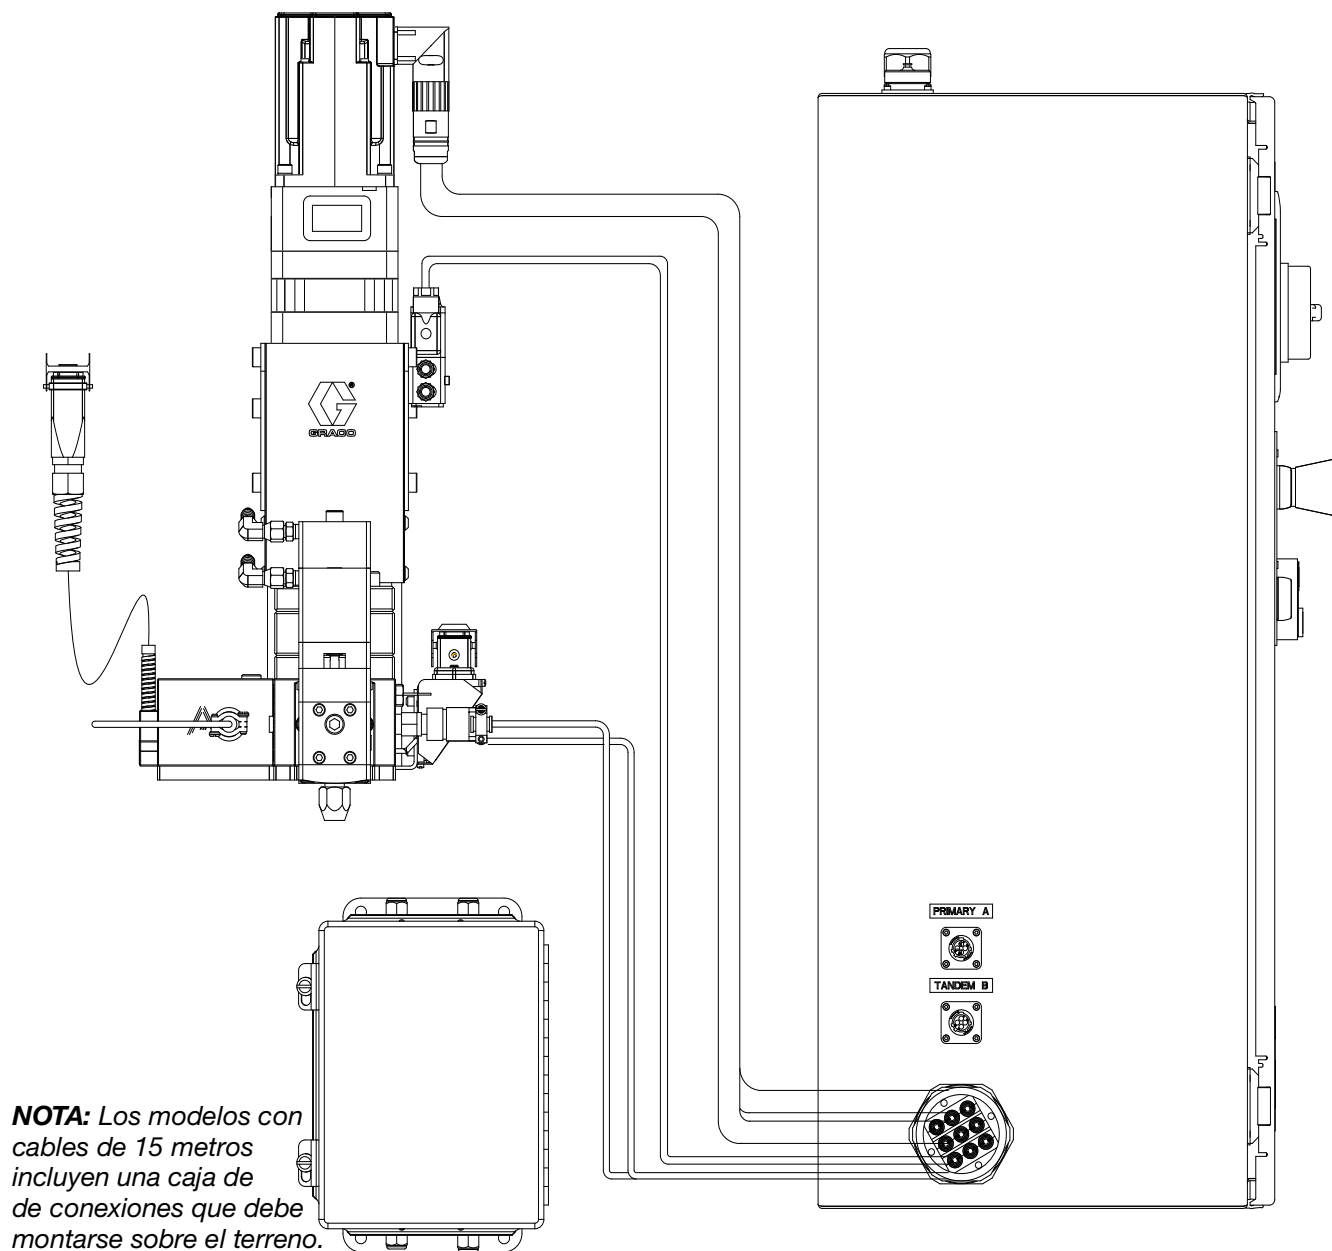 GRACO
PRIMARY A
TANDEM B
NOTA: Los modelos con
cables de 15 metros
incluyen una caja de
de conexiones que debe
montarse sobre el terreno.